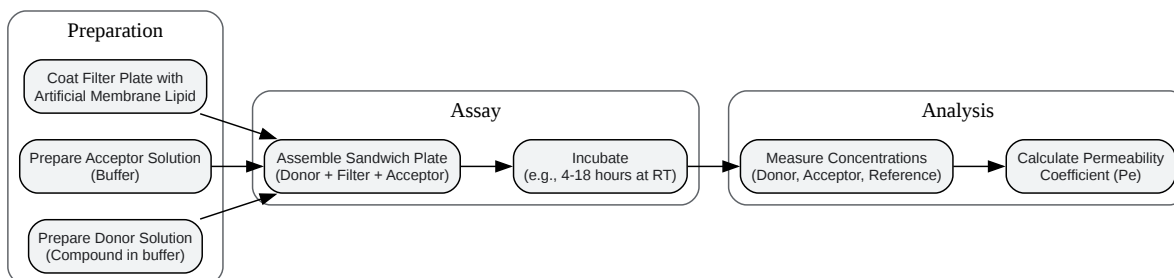 Preparation
Coat Filter Plate with
Artificial Membrane Lipid
Prepare Acceptor Solution
(Buffer)
Prepare Donor Solution
(Compound in buffer)
Assay
Assemble Sandwich Plate
(Donor + Filter + Acceptor)
Incubate
(e.g., 4-18 hours at RT)
Analysis
Measure Concentrations
(Donor, Acceptor, Reference)
Calculate Permeability
Coefficient (Pe)